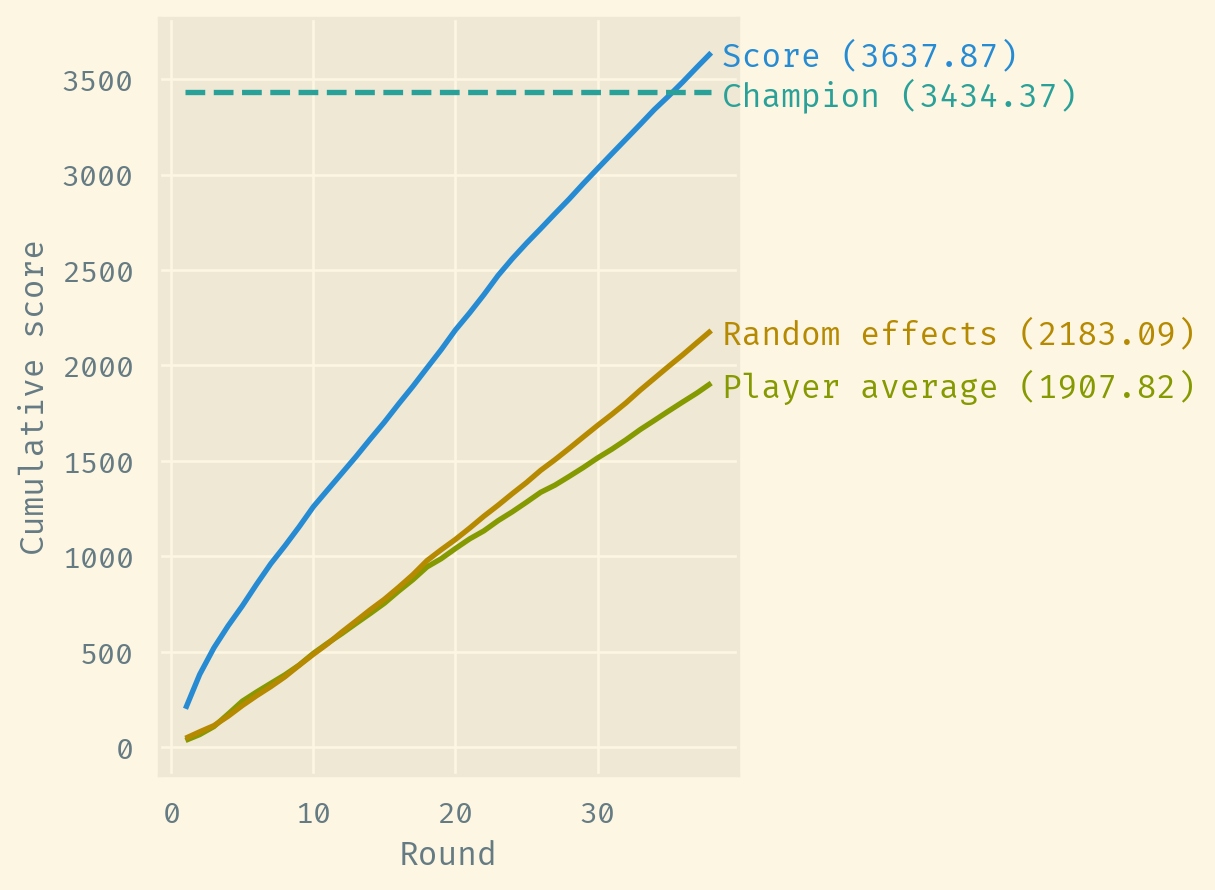 Score (3637.87)
3500
Champion (3434.37)
3000
2500
Random effects (2183.09)
2000
Player average (1907.82)
1500
1000
500
0
Cumulative score
0 10 20 30
Round